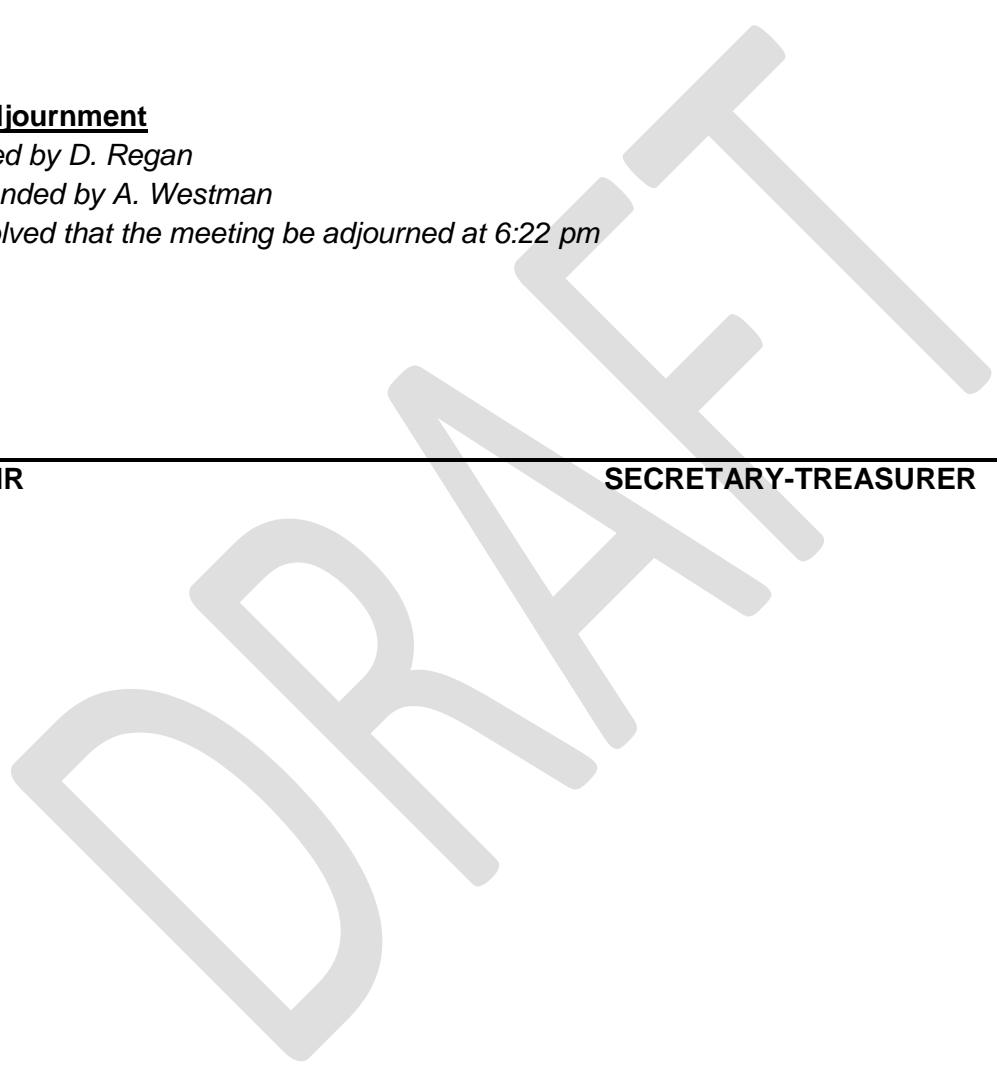 ljournment
ed by D. Regan
nded by A. Westman
lved that the meeting be adjourned at 6:22 pm
IR
SECRETARY-TREASURER
DRAFT